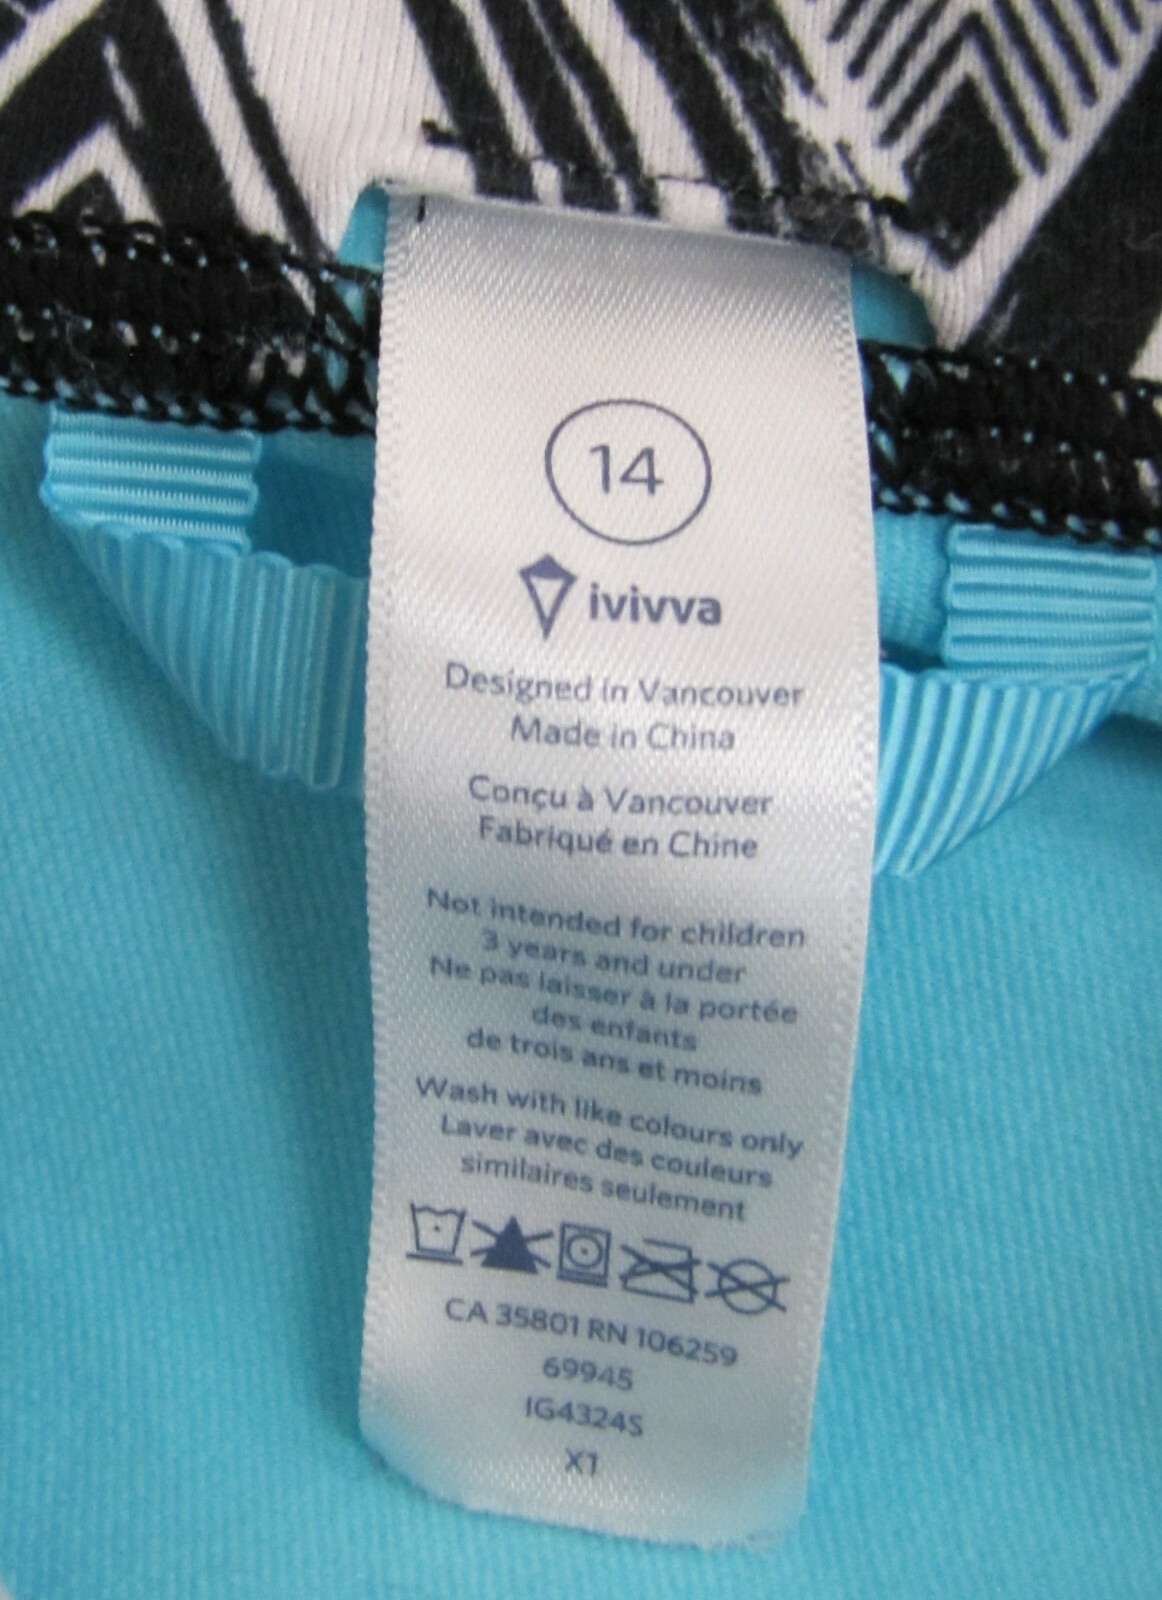 14
ivivva
Designed in Vancouver
Made in China
Conçu à Vancouver
Fabriqué en Chine
Not intended for children
3 years and under
Ne pas laisser à la portée
des enfants
de trois ans et moins
Wash with like colours only
Laver avec des couleurs
similaires seulement
CA 35801 RN 106259
69945
IG4324S
X1